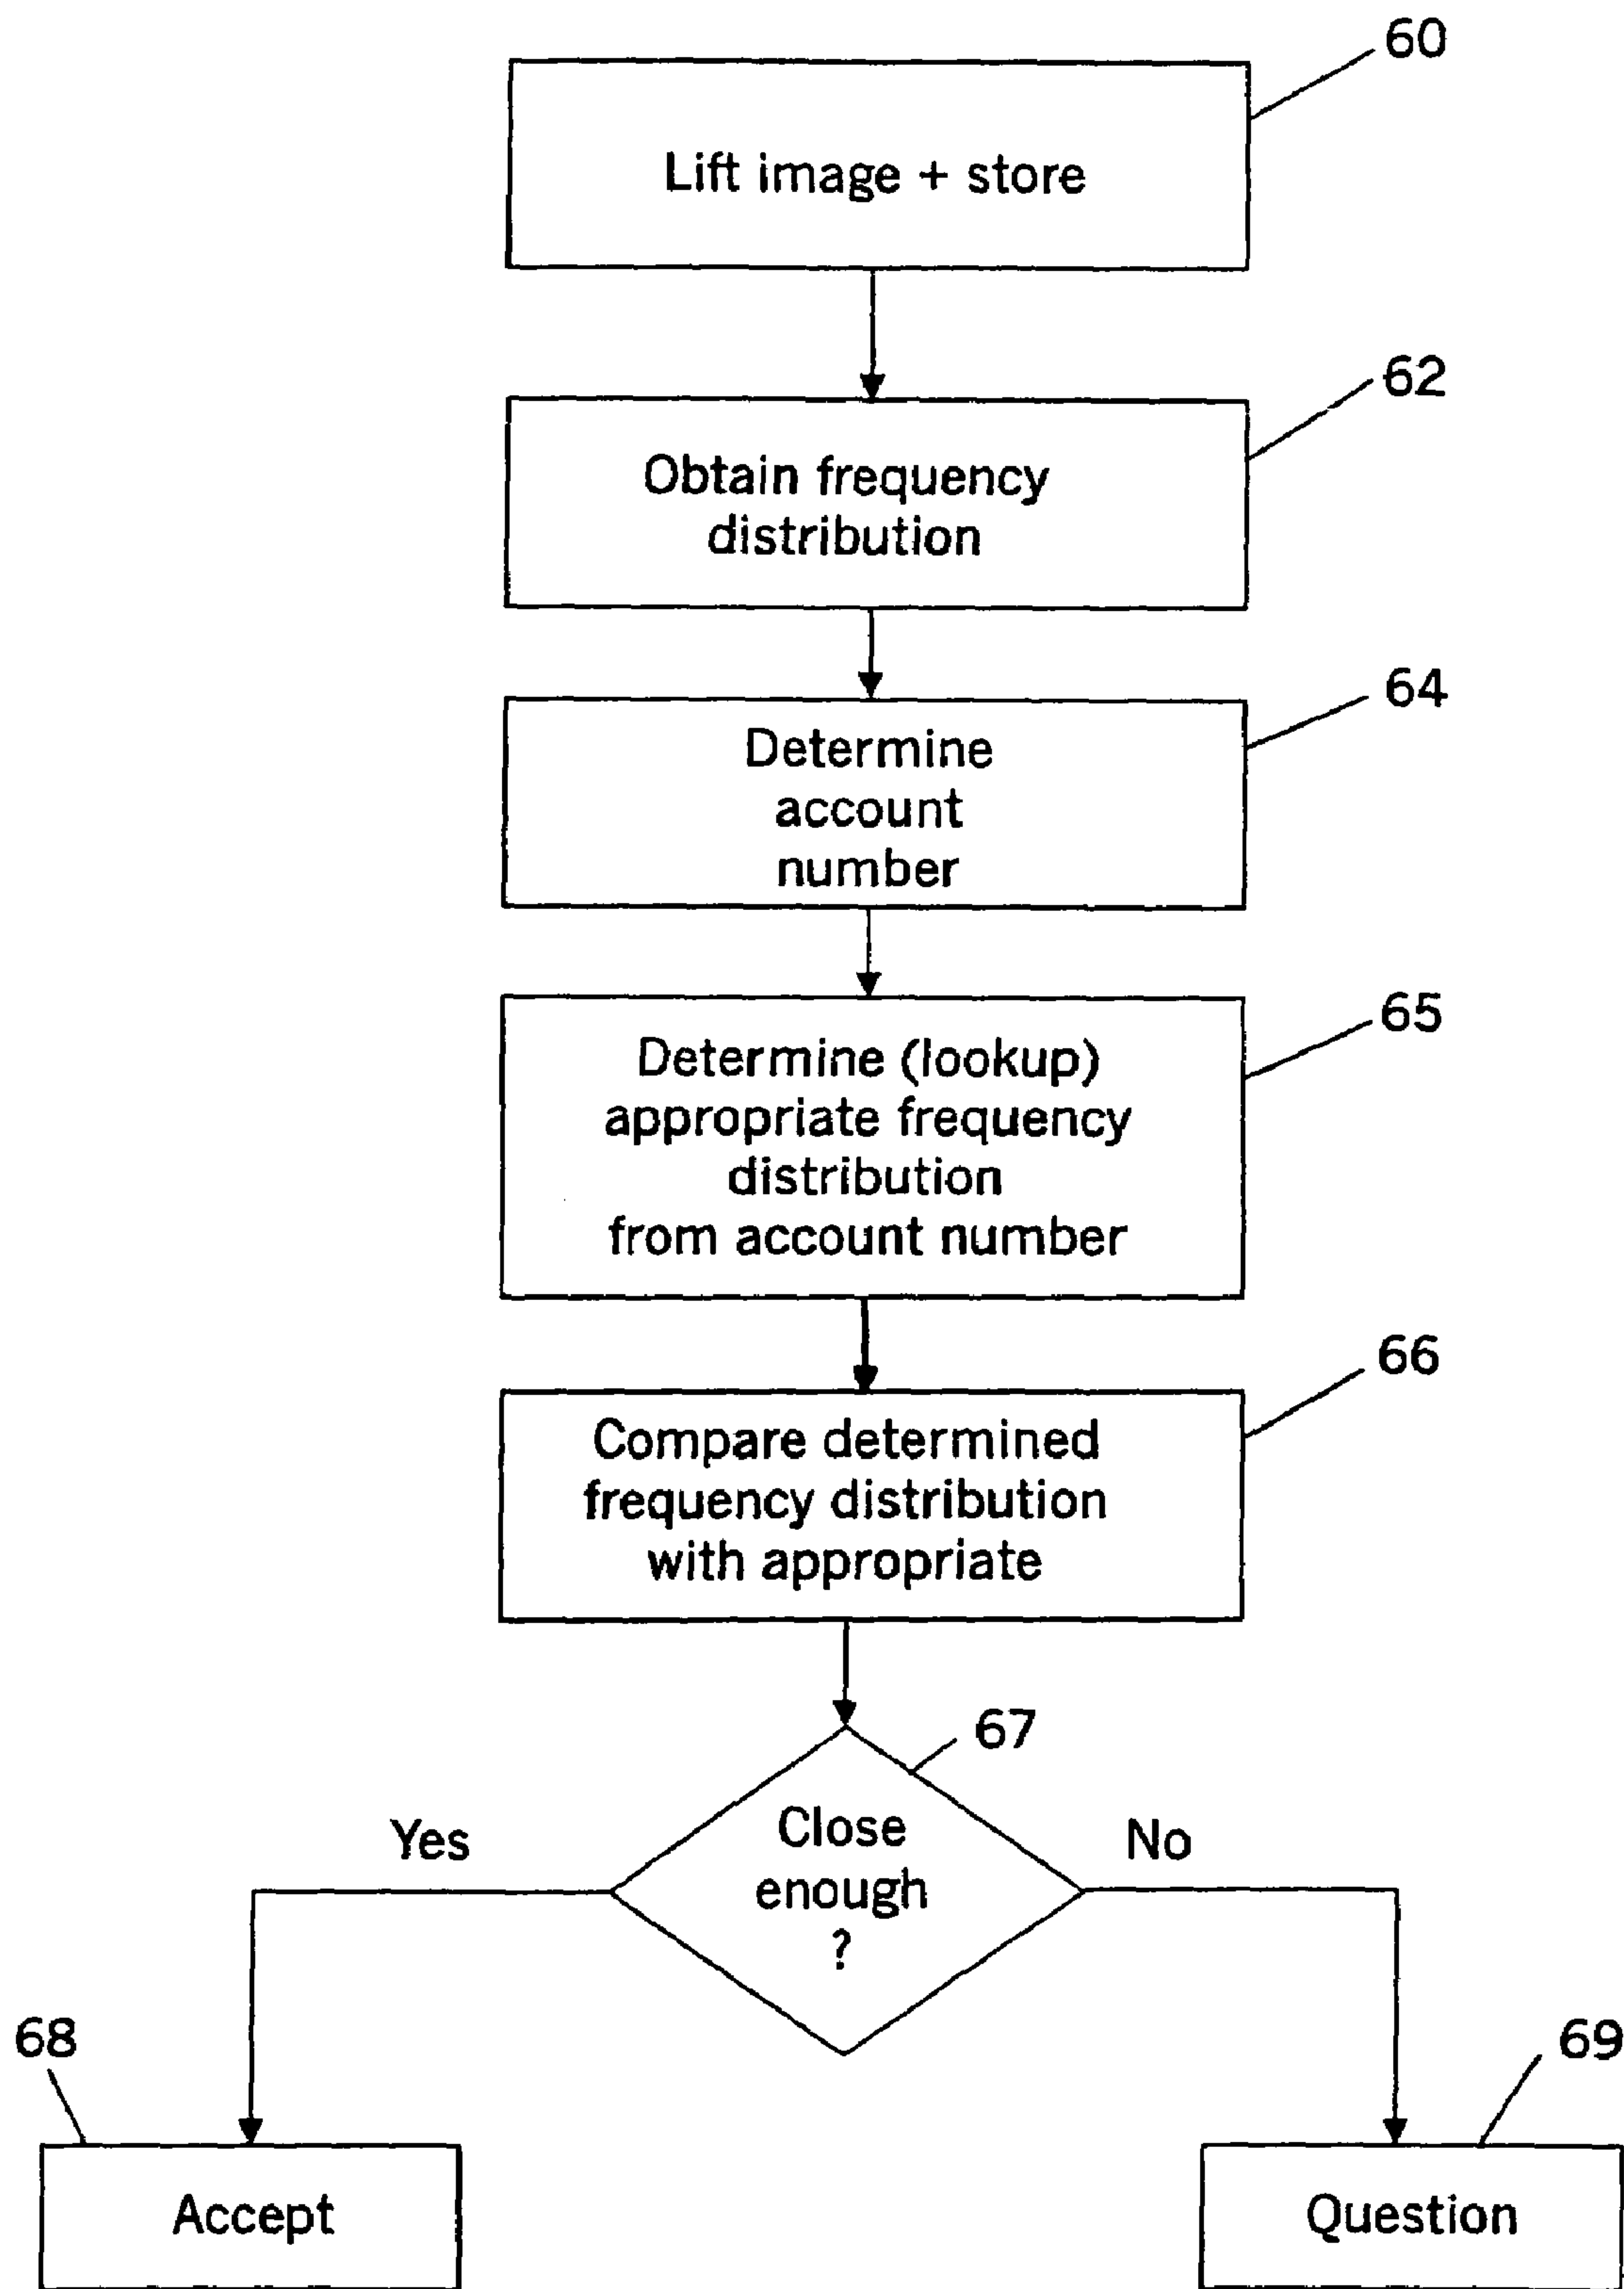 60
Lift image + store
62
Obtain frequency
distribution
64
Determine
account
number
65
Determine (lookup)
appropriate frequency
distribution
from account number
66
Compare determined
frequency distribution
with appropriate
67
Close
enough
?
Yes
No
68
69
Accept
Question